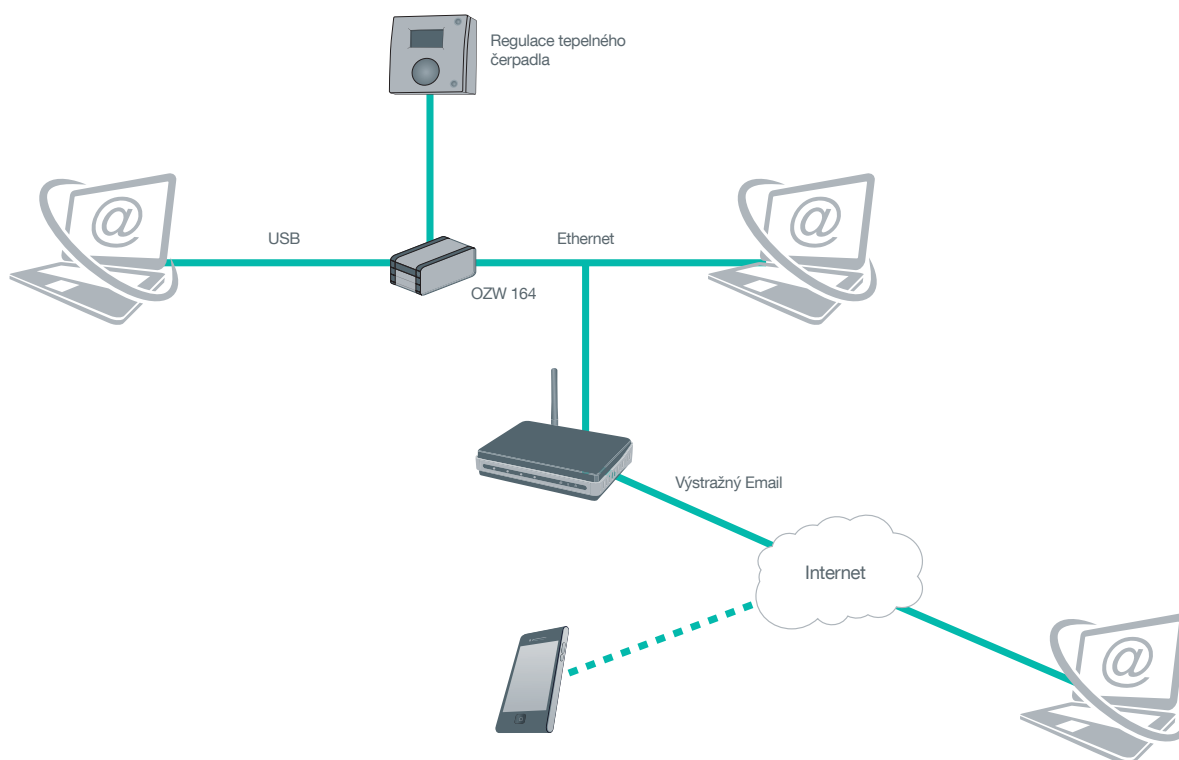 Regulace tepelného
čerpadla
USB
Ethernet
OZW 164
Výstražný Email
Internet
@
@
@